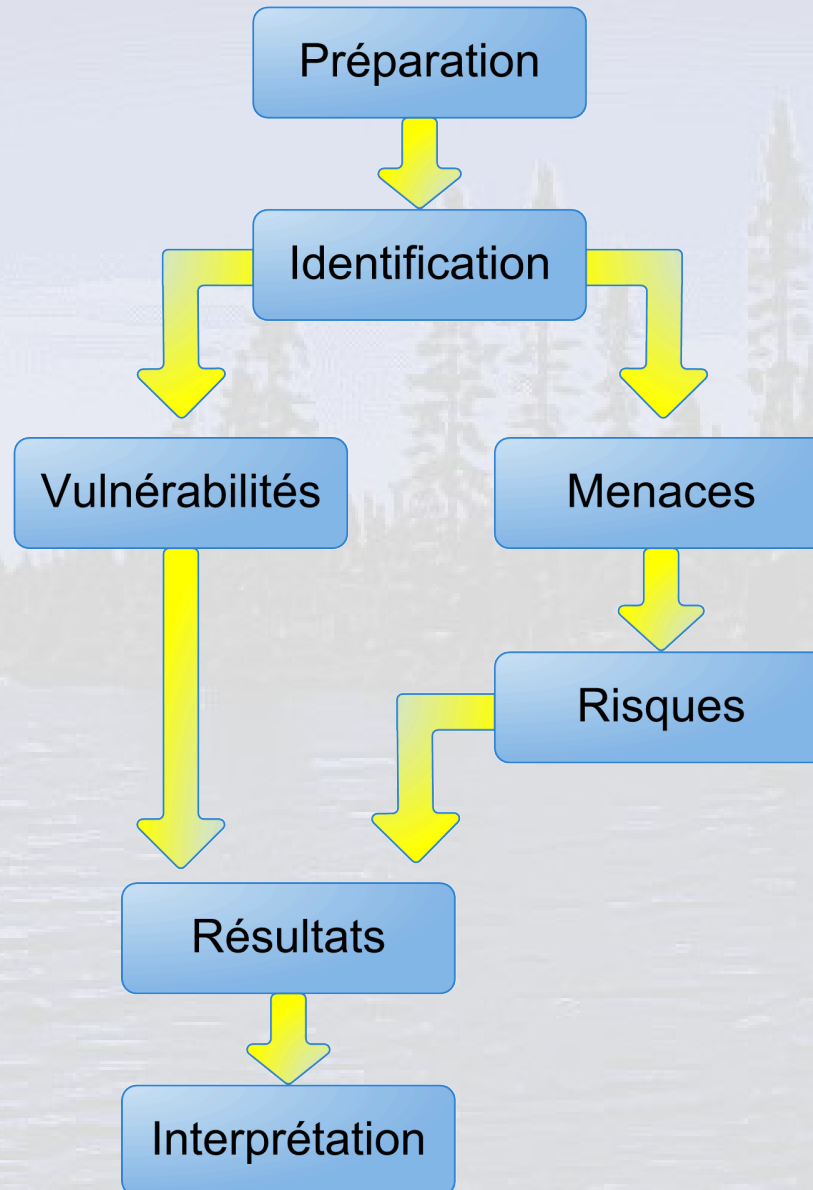 Préparation
Identification
Vulnérabilités
Menaces
Risques
Résultats
Interprétation